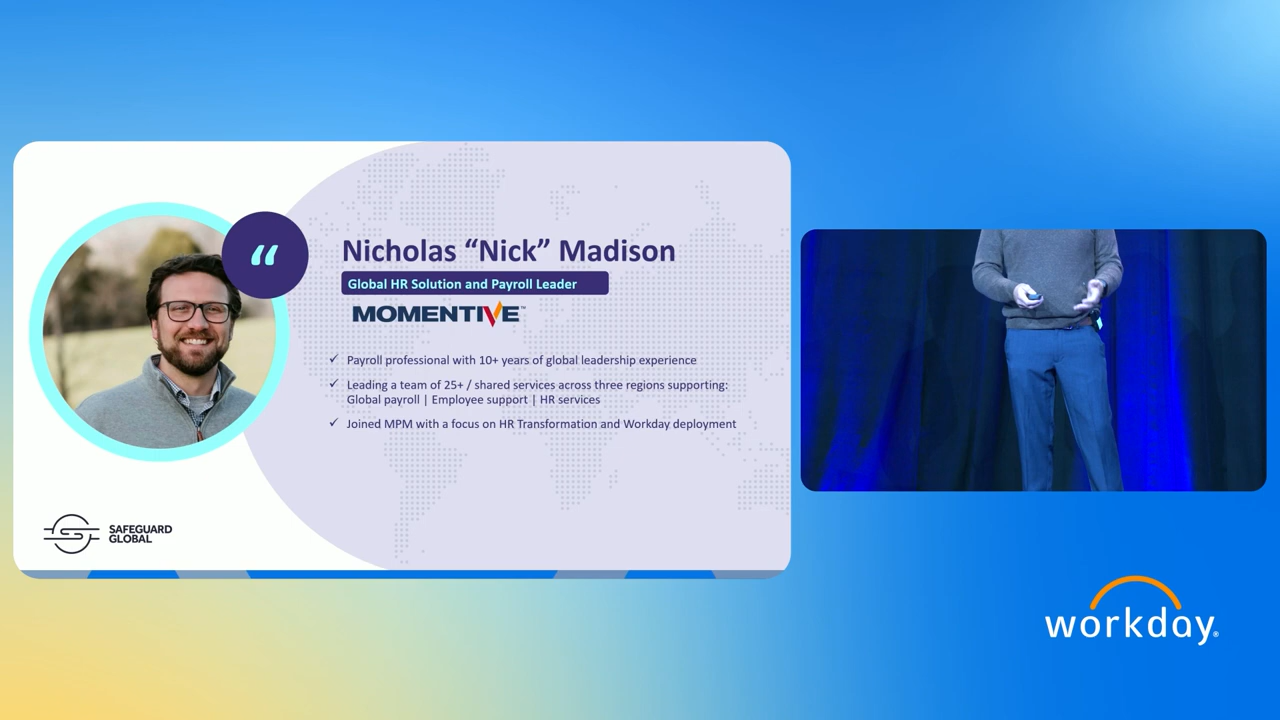 “
Nicholas “Nick” Madison
Global HR Solution and Payroll Leader
MOMENTIVE™
✓ Payroll professional with 10+ years of global leadership experience
✓ Leading a team of 25+ / shared services across three regions supporting:
Global payroll | Employee support | HR services
✓ Joined MPM with a focus on HR Transformation and Workday deployment
SAFEGUARD
GLOBAL
workday®